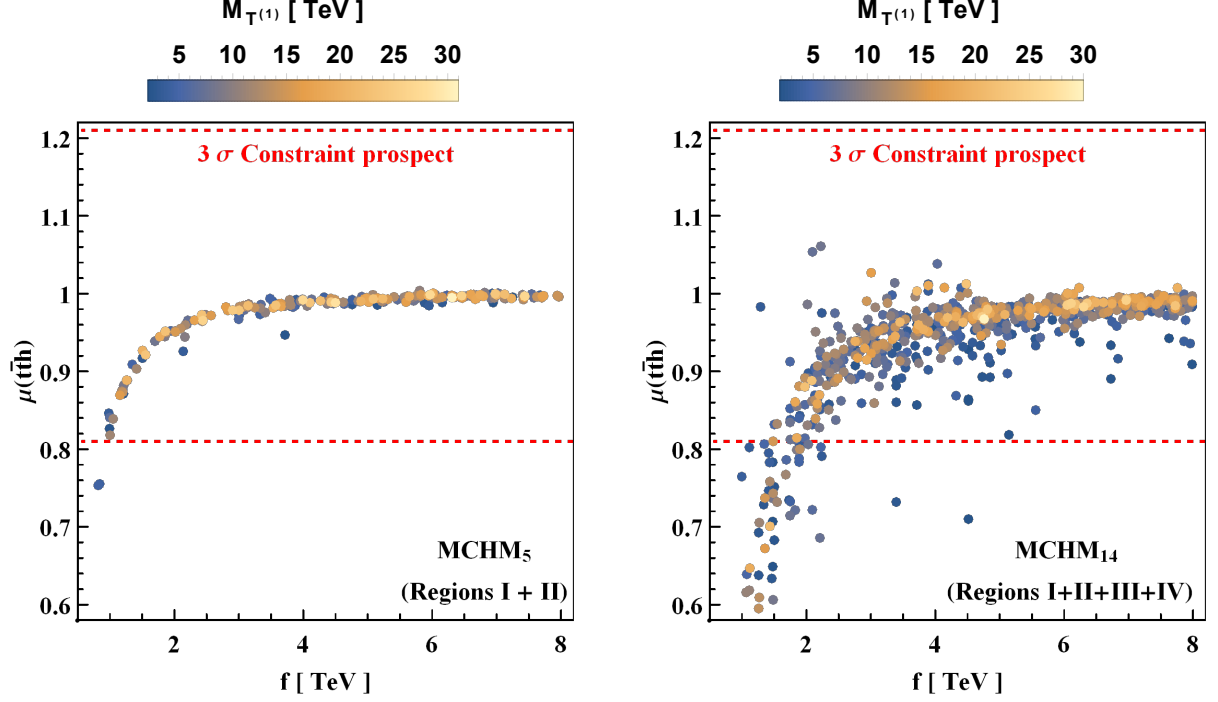 M_T^(1) [ TeV ]
5 10 15 20 25 30
1.2
3 σ Constraint prospect
1.1
1
0.9
0.8
0.7
0.6
μ(t̄th)
MCHM₅
(Regions I + II)
2 4 6 8
f [ TeV ]
M_T^(1) [ TeV ]
5 10 15 20 25 30
1.2
3 σ Constraint prospect
1.1
1
0.9
0.8
0.7
0.6
μ(t̄th)
MCHM₁₄
(Regions I+II+III+IV)
2 4 6 8
f [ TeV ]